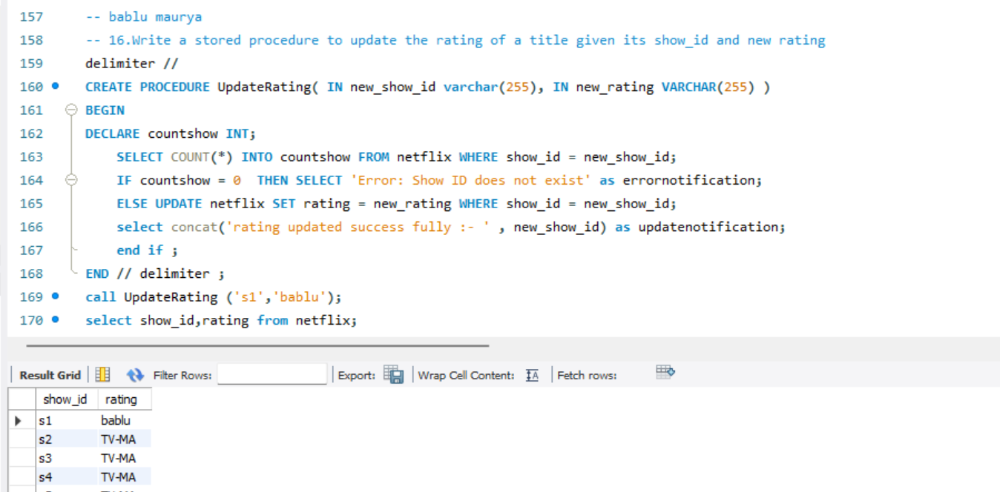 157 -- bablu maurya
158 -- 16.Write a stored procedure to update the rating of a title given its show_id and new rating
159 delimiter //
160 CREATE PROCEDURE UpdateRating( IN new_show_id varchar(255), IN new_rating VARCHAR(255) )
161 BEGIN
162 DECLARE countshow INT;
163 SELECT COUNT(*) INTO countshow FROM netflix WHERE show_id = new_show_id;
164 IF countshow = 0  THEN SELECT 'Error: Show ID does not exist' as errornotification;
165 ELSE UPDATE netflix SET rating = new_rating WHERE show_id = new_show_id;
166 select concat('rating updated success fully :- ' , new_show_id) as updatenotification;
167 end if ;
168 END // delimiter ;
169 call UpdateRating ('s1','bablu');
170 select show_id,rating from netflix;
Result Grid Filter Rows: Export: Wrap Cell Content: Fetch rows:
show_id rating
s1 bablu
s2 TV-MA
s3 TV-MA
s4 TV-MA